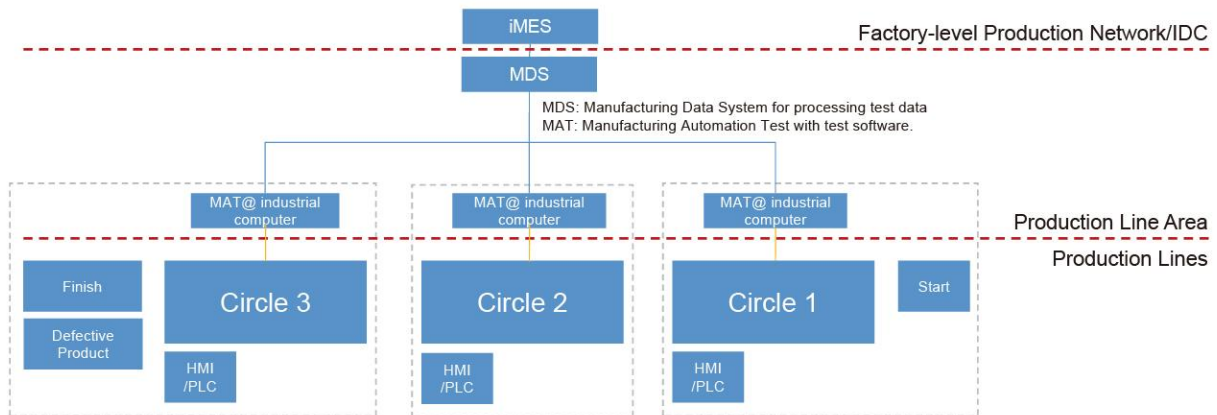 iMES
Factory-level Production Network/IDC
MDS
MDS: Manufacturing Data System for processing test data
MAT: Manufacturing Automation Test with test software.
MAT@ industrial
computer
MAT@ industrial
computer
MAT@ industrial
computer
Production Line Area
Production Lines
Finish
Defective
Product
Circle 3
HMI
/PLC
Circle 2
HMI
/PLC
Circle 1
HMI
/PLC
Start